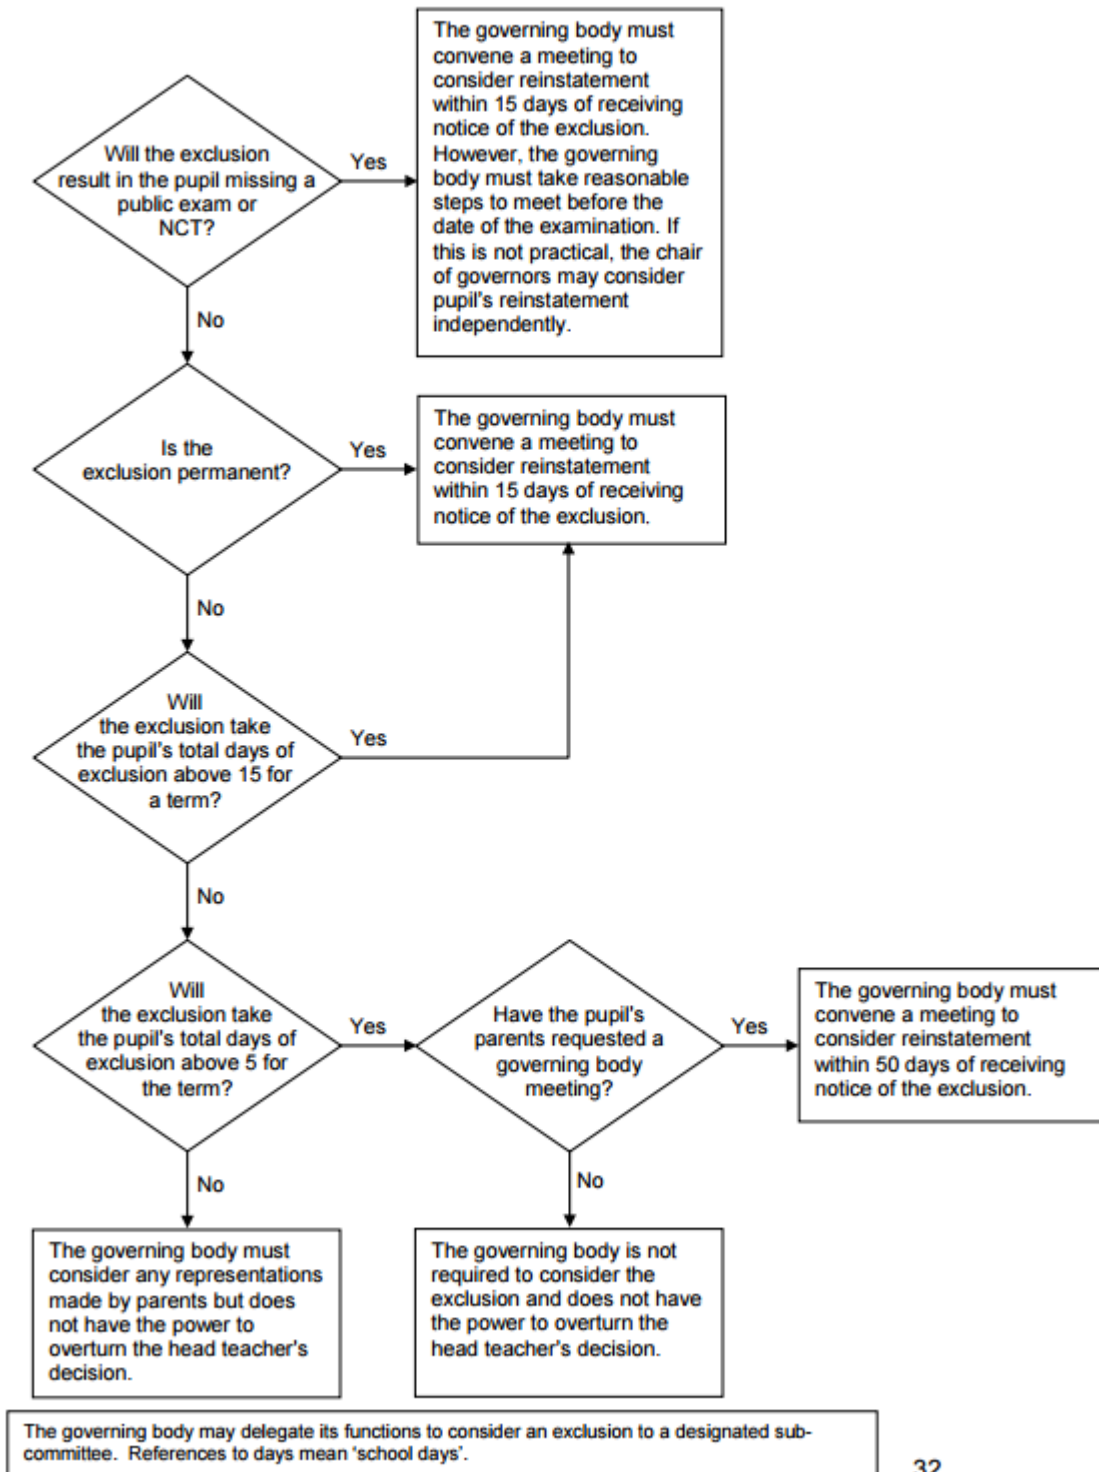 Will the exclusion
result in the pupil missing a
public exam or
NCT?
Yes
The governing body must
convene a meeting to
consider reinstatement
within 15 days of receiving
notice of the exclusion.
However, the governing
body must take reasonable
steps to meet before the
date of the examination. If
this is not practical, the chair
of governors may consider
pupil's reinstatement
independently.
No
Is the
exclusion permanent?
Yes
The governing body must
convene a meeting to
consider reinstatement
within 15 days of receiving
notice of the exclusion.
No
Will
the exclusion take
the pupil's total days of
exclusion above 15 for
a term?
Yes
No
Will
the exclusion take
the pupil's total days of
exclusion above 5 for
the term?
Yes
Have the pupil's
parents requested a
governing body
meeting?
Yes
The governing body must
convene a meeting to
consider reinstatement
within 50 days of receiving
notice of the exclusion.
No
No
The governing body must
consider any representations
made by parents but does
not have the power to
overturn the head teacher's
decision.
The governing body is not
required to consider the
exclusion and does not have
the power to overturn the
head teacher's decision.
The governing body may delegate its functions to consider an exclusion to a designated sub-
committee. References to days mean 'school days'.
32